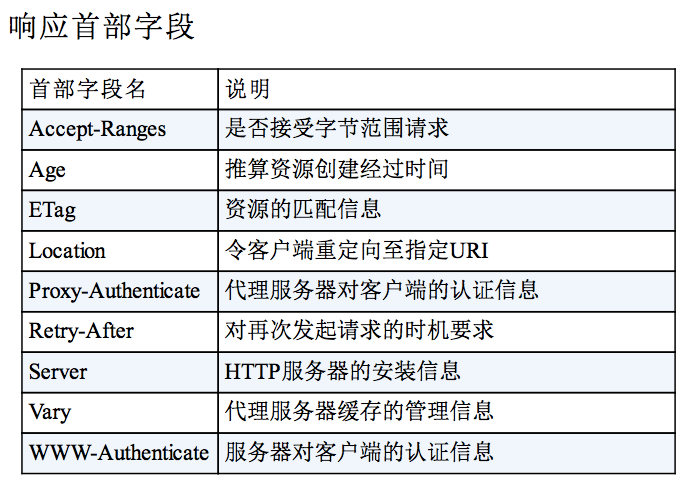 响应首部字段
首部字段名 说明
Accept-Ranges 是否接受字节范围请求
Age 推算资源创建经过时间
ETag 资源的匹配信息
Location 令客户端重定向至指定URI
Proxy-Authenticate 代理服务器对客户端的认证信息
Retry-After 对再次发起请求的时机要求
Server HTTP服务器的安装信息
Vary 代理服务器缓存的管理信息
WWW-Authenticate 服务器对客户端的认证信息